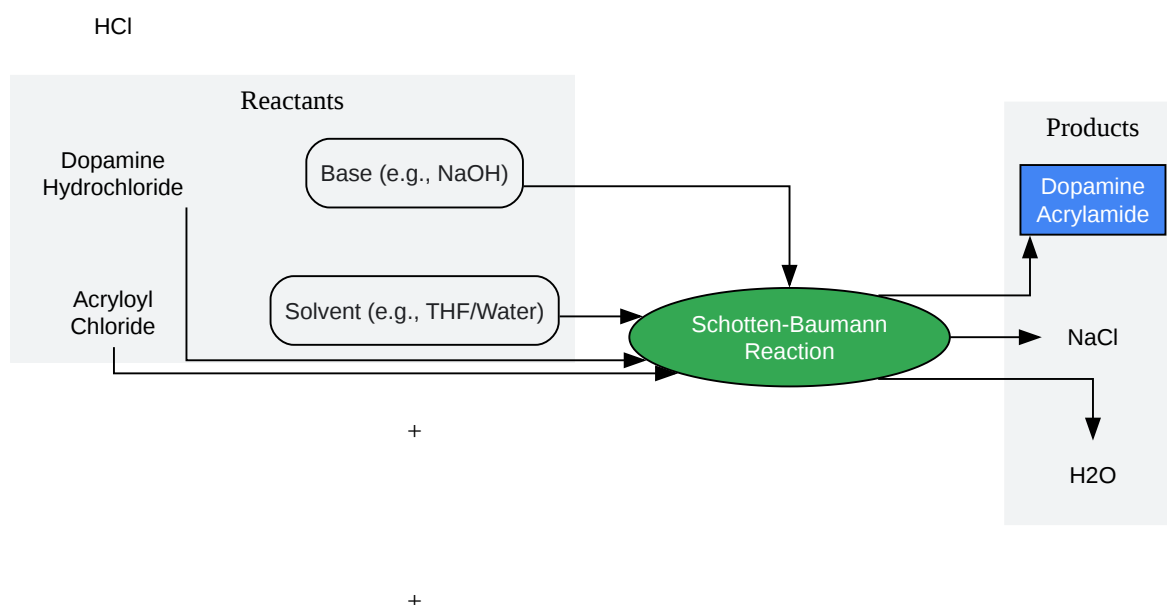 HCl
Reactants
Dopamine
Hydrochloride
Base (e.g., NaOH)
Acryloyl
Chloride
Solvent (e.g., THF/Water)
Schotten-Baumann
Reaction
Products
Dopamine
Acrylamide
NaCl
H2O
+
+